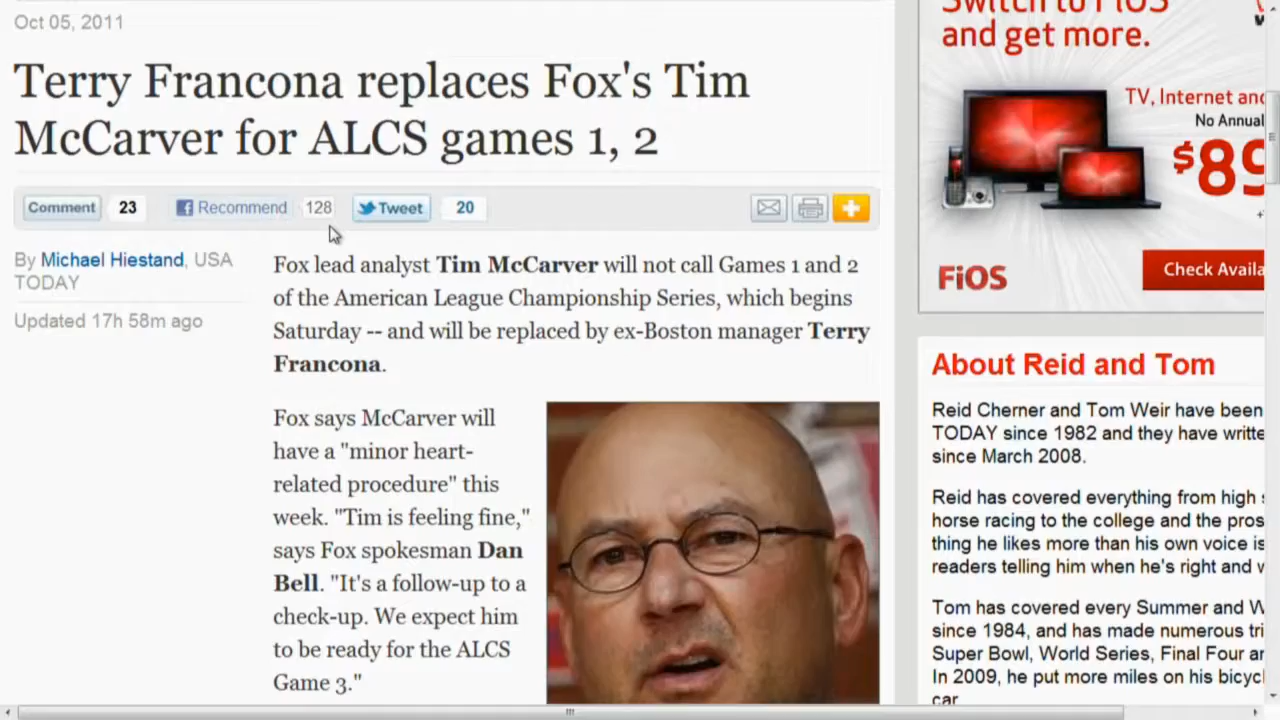 Oct 05, 2011
Terry Francona replaces Fox's Tim
McCarver for ALCS games 1, 2
Comment 23 Recommend 128 Tweet 20
By Michael Hiestand, USA
TODAY
Updated 17h 58m ago
Fox lead analyst Tim McCarver will not call Games 1 and 2
of the American League Championship Series, which begins
Saturday -- and will be replaced by ex-Boston manager Terry
Francona.
Fox says McCarver will
have a "minor heart-
related procedure" this
week. "Tim is feeling fine,"
says Fox spokesman Dan
Bell. "It's a follow-up to a
check-up. We expect him
to be ready for the ALCS
Game 3."
Switch to FiOS
and get more.
TV, Internet and
No Annual
$89
FiOS
Check Availa
About Reid and Tom
Reid Cherner and Tom Weir have been
TODAY since 1982 and they have writte
since March 2008.
Reid has covered everything from high
horse racing to the college and the pros
thing he likes more than his own voice is
readers telling him when he's right and w
Tom has covered every Summer and W
since 1984, and has made numerous tri
Super Bowl, World Series, Final Four an
In 2009, he put more miles on his bicycl
car